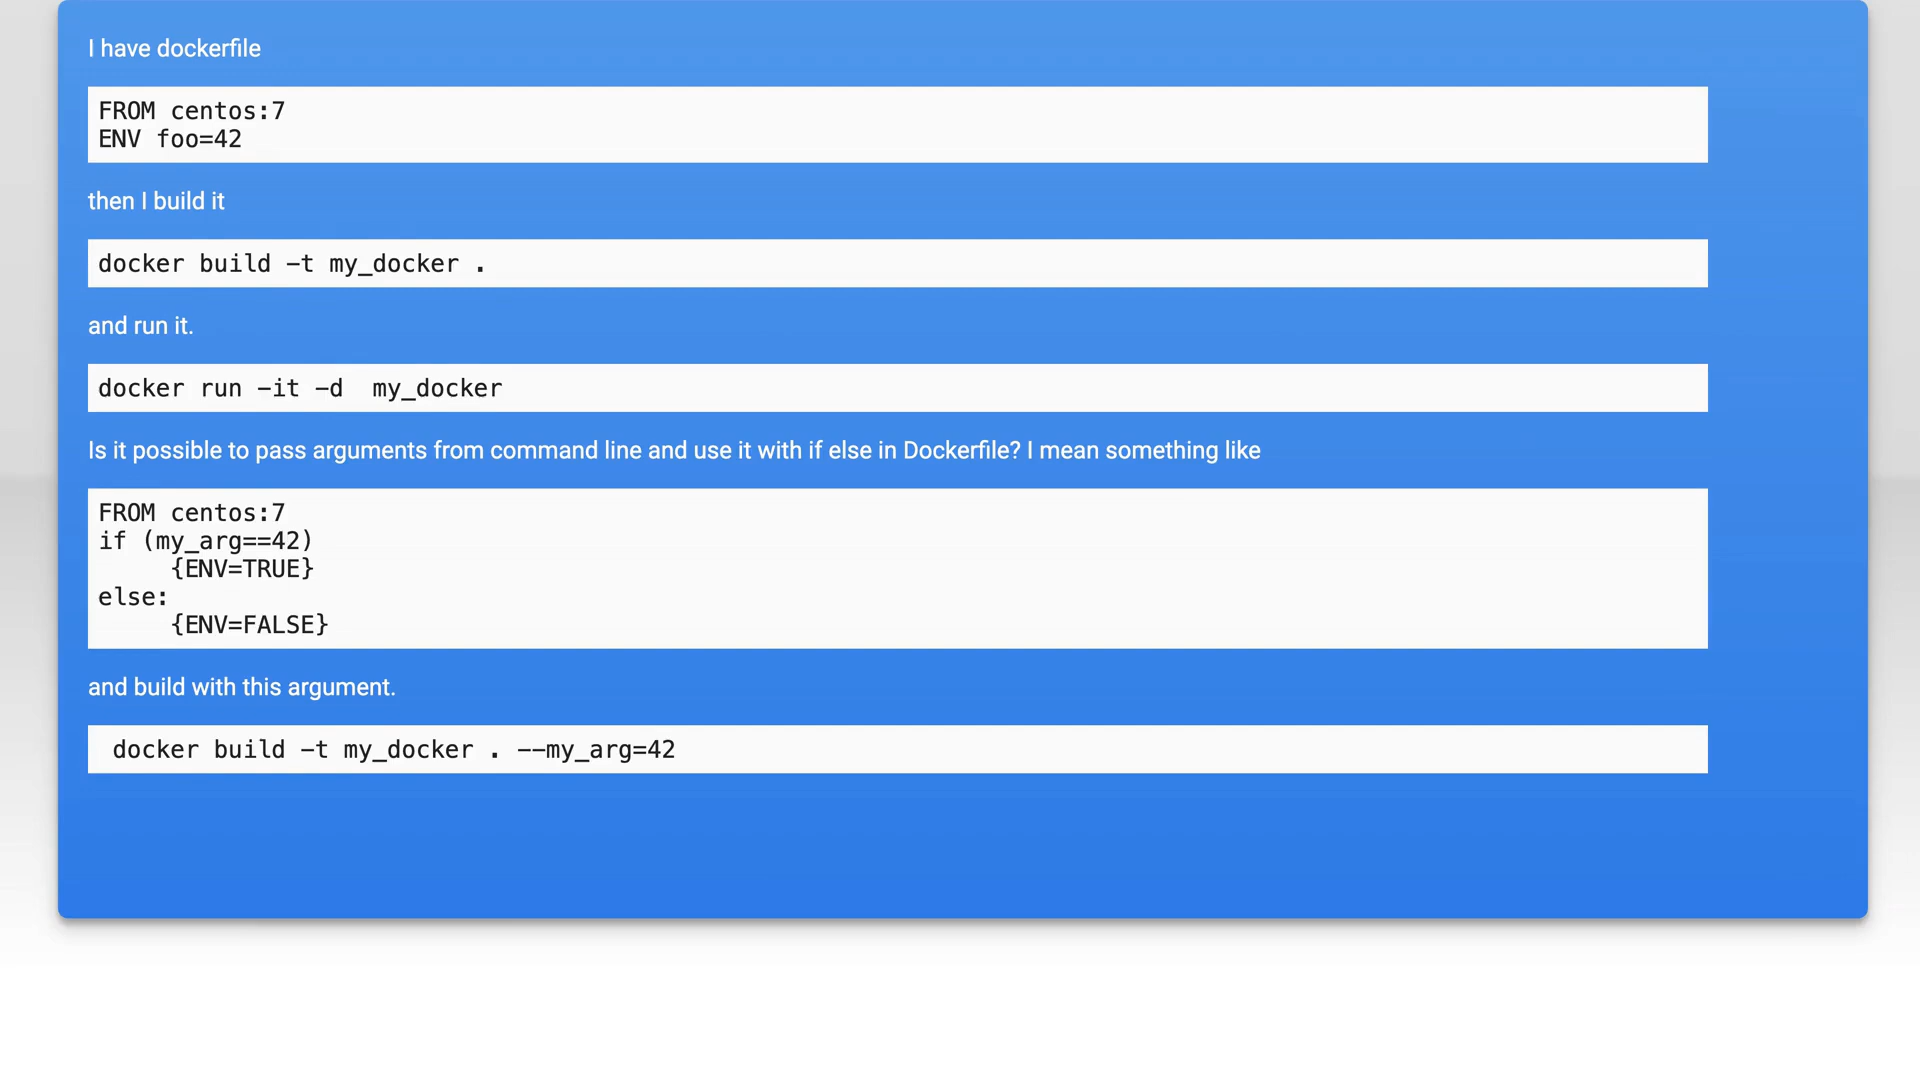 I have dockerfile
FROM centos:7
ENV foo=42
then I build it
docker build -t my_docker .
and run it.
docker run -it -d  my_docker
Is it possible to pass arguments from command line and use it with if else in Dockerfile? I mean something like
FROM centos:7
if (my_arg==42)
     {ENV=TRUE}
else:
     {ENV=FALSE}
and build with this argument.
 docker build -t my_docker . --my_arg=42